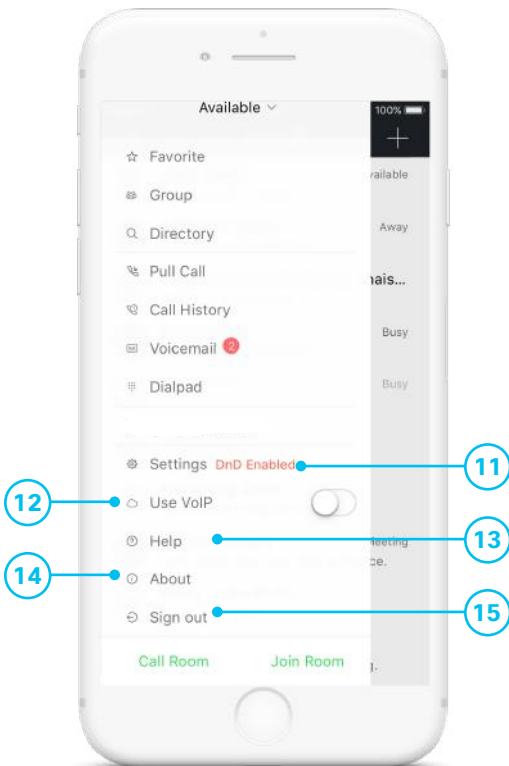 Available
100%
+
vailable
Favorite
Group
Away
Directory
Pull Call
nais...
Call History
Busy
Voicemail 2
Dialpad
Busy
Settings DnD Enabled
11
12
Use VoIP
13
Help
Meeting
ce.
14
About
15
Sign out
Call Room
Join Room
g.